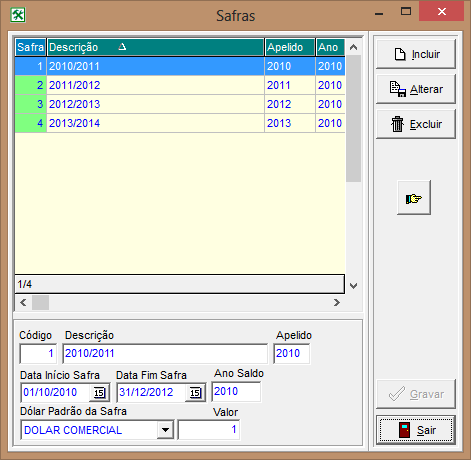 Safras
Safra Descrição Apelido Ano
1 2010/2011 2010 2010
2 2011/2012 2011 2010
3 2012/2013 2012 2010
4 2013/2014 2013 2010
1/4
Incluir
Alterar
Excluir
Código Descrição Apelido
1 2010/2011 2010
Data Início Safra Data Fim Safra Ano Saldo
01/10/2010 15 31/12/2012 15 2010
Dólar Padrão da Safra Valor
DOLAR COMERCIAL 1
Gravar
Sair